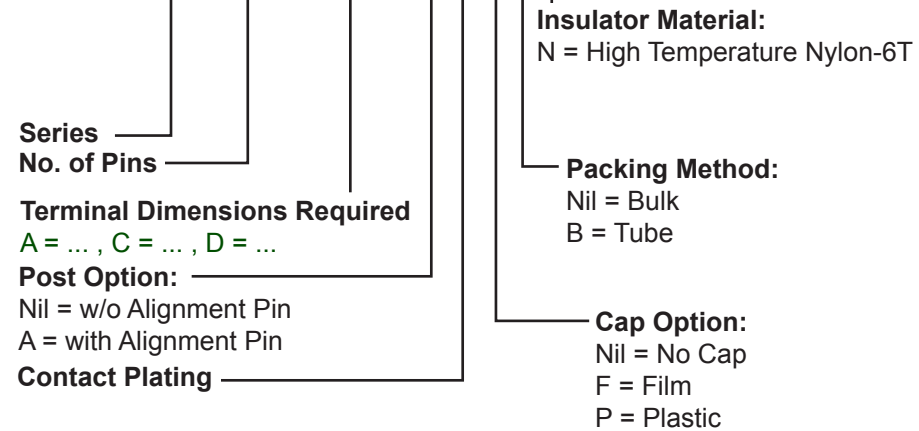 Insulator Material:
N = High Temperature Nylon-6T
Series
No. of Pins
Terminal Dimensions Required
A = ... , C = ... , D = ...
Post Option:
Nil = w/o Alignment Pin
A = with Alignment Pin
Contact Plating
Packing Method:
Nil = Bulk
B = Tube
Cap Option:
Nil = No Cap
F = Film
P = Plastic